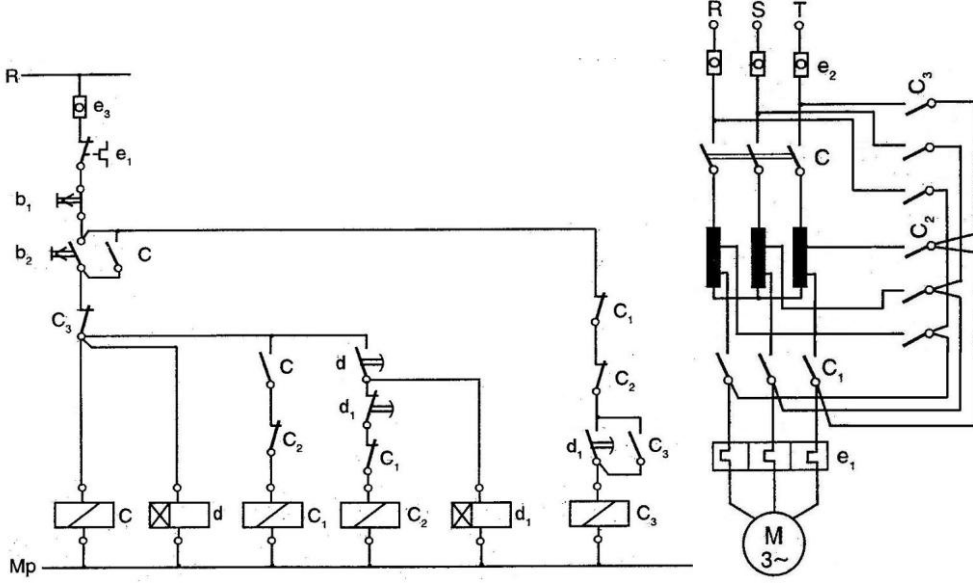 R
e₃
e₁
b₁
b₂ C
C₃
C
C₂
d
d₁
C₁
C₁
C₂
d₁ C₃
C d C₁ C₂ d₁ C₃
Mp
R S T
e₂
C₃
C
C₂
C₁
e₁
M
3~